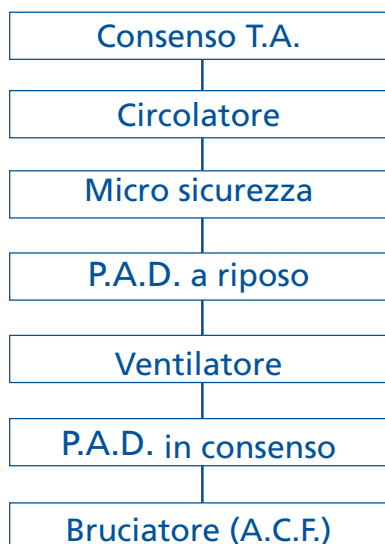 Consenso T.A.
Circolatore
Micro sicurezza
P.A.D. a riposo
Ventilatore
P.A.D. in consenso
Bruciatore (A.C.F.)